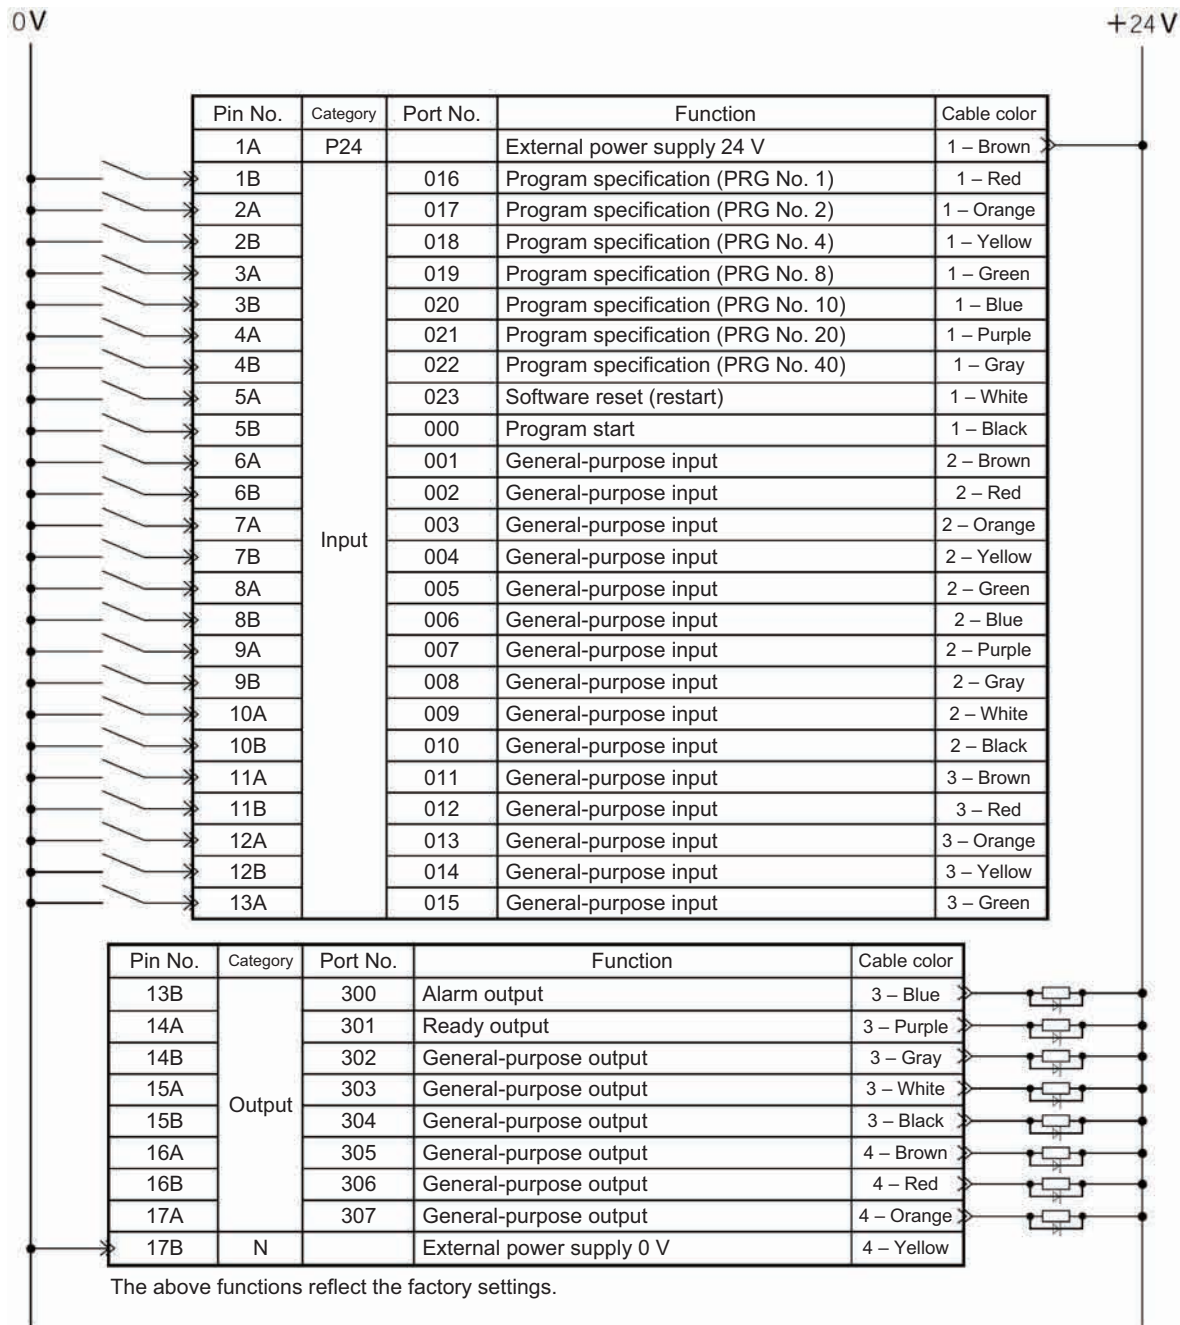 0V +24V
Pin No. Category Port No. Function Cable color
1A P24 External power supply 24 V 1 – Brown
1B 016 Program specification (PRG No. 1) 1 – Red
2A 017 Program specification (PRG No. 2) 1 – Orange
2B 018 Program specification (PRG No. 4) 1 – Yellow
3A 019 Program specification (PRG No. 8) 1 – Green
3B 020 Program specification (PRG No. 10) 1 – Blue
4A 021 Program specification (PRG No. 20) 1 – Purple
4B 022 Program specification (PRG No. 40) 1 – Gray
5A 023 Software reset (restart) 1 – White
5B 000 Program start 1 – Black
6A 001 General-purpose input 2 – Brown
6B 002 General-purpose input 2 – Red
7A 003 General-purpose input 2 – Orange
Input
7B 004 General-purpose input 2 – Yellow
8A 005 General-purpose input 2 – Green
8B 006 General-purpose input 2 – Blue
9A 007 General-purpose input 2 – Purple
9B 008 General-purpose input 2 – Gray
10A 009 General-purpose input 2 – White
10B 010 General-purpose input 2 – Black
11A 011 General-purpose input 3 – Brown
11B 012 General-purpose input 3 – Red
12A 013 General-purpose input 3 – Orange
12B 014 General-purpose input 3 – Yellow
13A 015 General-purpose input 3 – Green
Pin No. Category Port No. Function Cable color
13B 300 Alarm output 3 – Blue
14A 301 Ready output 3 – Purple
14B 302 General-purpose output 3 – Gray
15A 303 General-purpose output 3 – White
Output
15B 304 General-purpose output 3 – Black
16A 305 General-purpose output 4 – Brown
16B 306 General-purpose output 4 – Red
17A 307 General-purpose output 4 – Orange
17B N External power supply 0 V 4 – Yellow
The above functions reflect the factory settings.